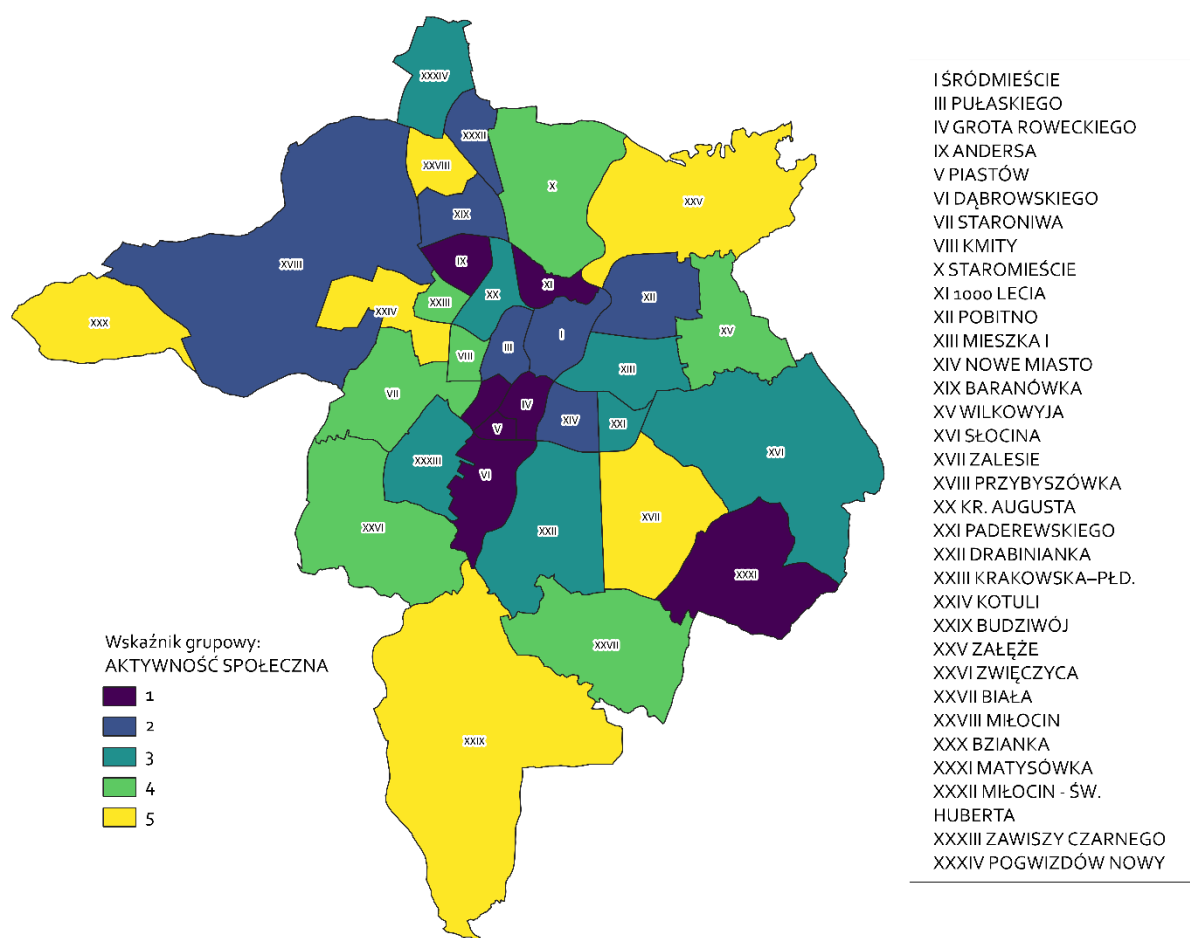 XXXIV
XXXII
XXVIII
X
XXV
XIX
XVIII
IX
XI
XX
XII
XXIII
XXIV
XXX
I
XV
III
VIII
XIII
VII
IV
XIV
XXI
V
XVI
XXXIII
VI
XXVI
XXII
XVII
XXXI
XXVII
XXIX
Wskaźnik grupowy:
AKTYWNOŚĆ SPOŁECZNA
1
2
3
4
5
I ŚRÓDMIEŚCIE
III PUŁASKIEGO
IV GROTA ROWECKIEGO
IX ANDERSA
V PIASTÓW
VI DĄBROWSKIEGO
VII STARONIWA
VIII KMITY
X STAROMIEŚCIE
XI 1000 LECIA
XII POBITNO
XIII MIESZKA I
XIV NOWE MIASTO
XIX BARANÓWKA
XV WILKOWYJA
XVI SŁOCINA
XVII ZALESIE
XVIII PRZYBYSZÓWKA
XX KR. AUGUSTA
XXI PADEREWSKIEGO
XXII DRABINIANKA
XXIII KRAKOWSKA–PŁD.
XXIV KOTULI
XXIX BUDZIWÓJ
XXV ZAŁĘŻE
XXVI ZWIĘCZYCA
XXVII BIAŁA
XXVIII MIŁOCIN
XXX BZIANKA
XXXI MATYSÓWKA
XXXII MIŁOCIN - ŚW.
HUBERTA
XXXIII ZAWISZY CZARNEGO
XXXIV POGWIZDÓW NOWY